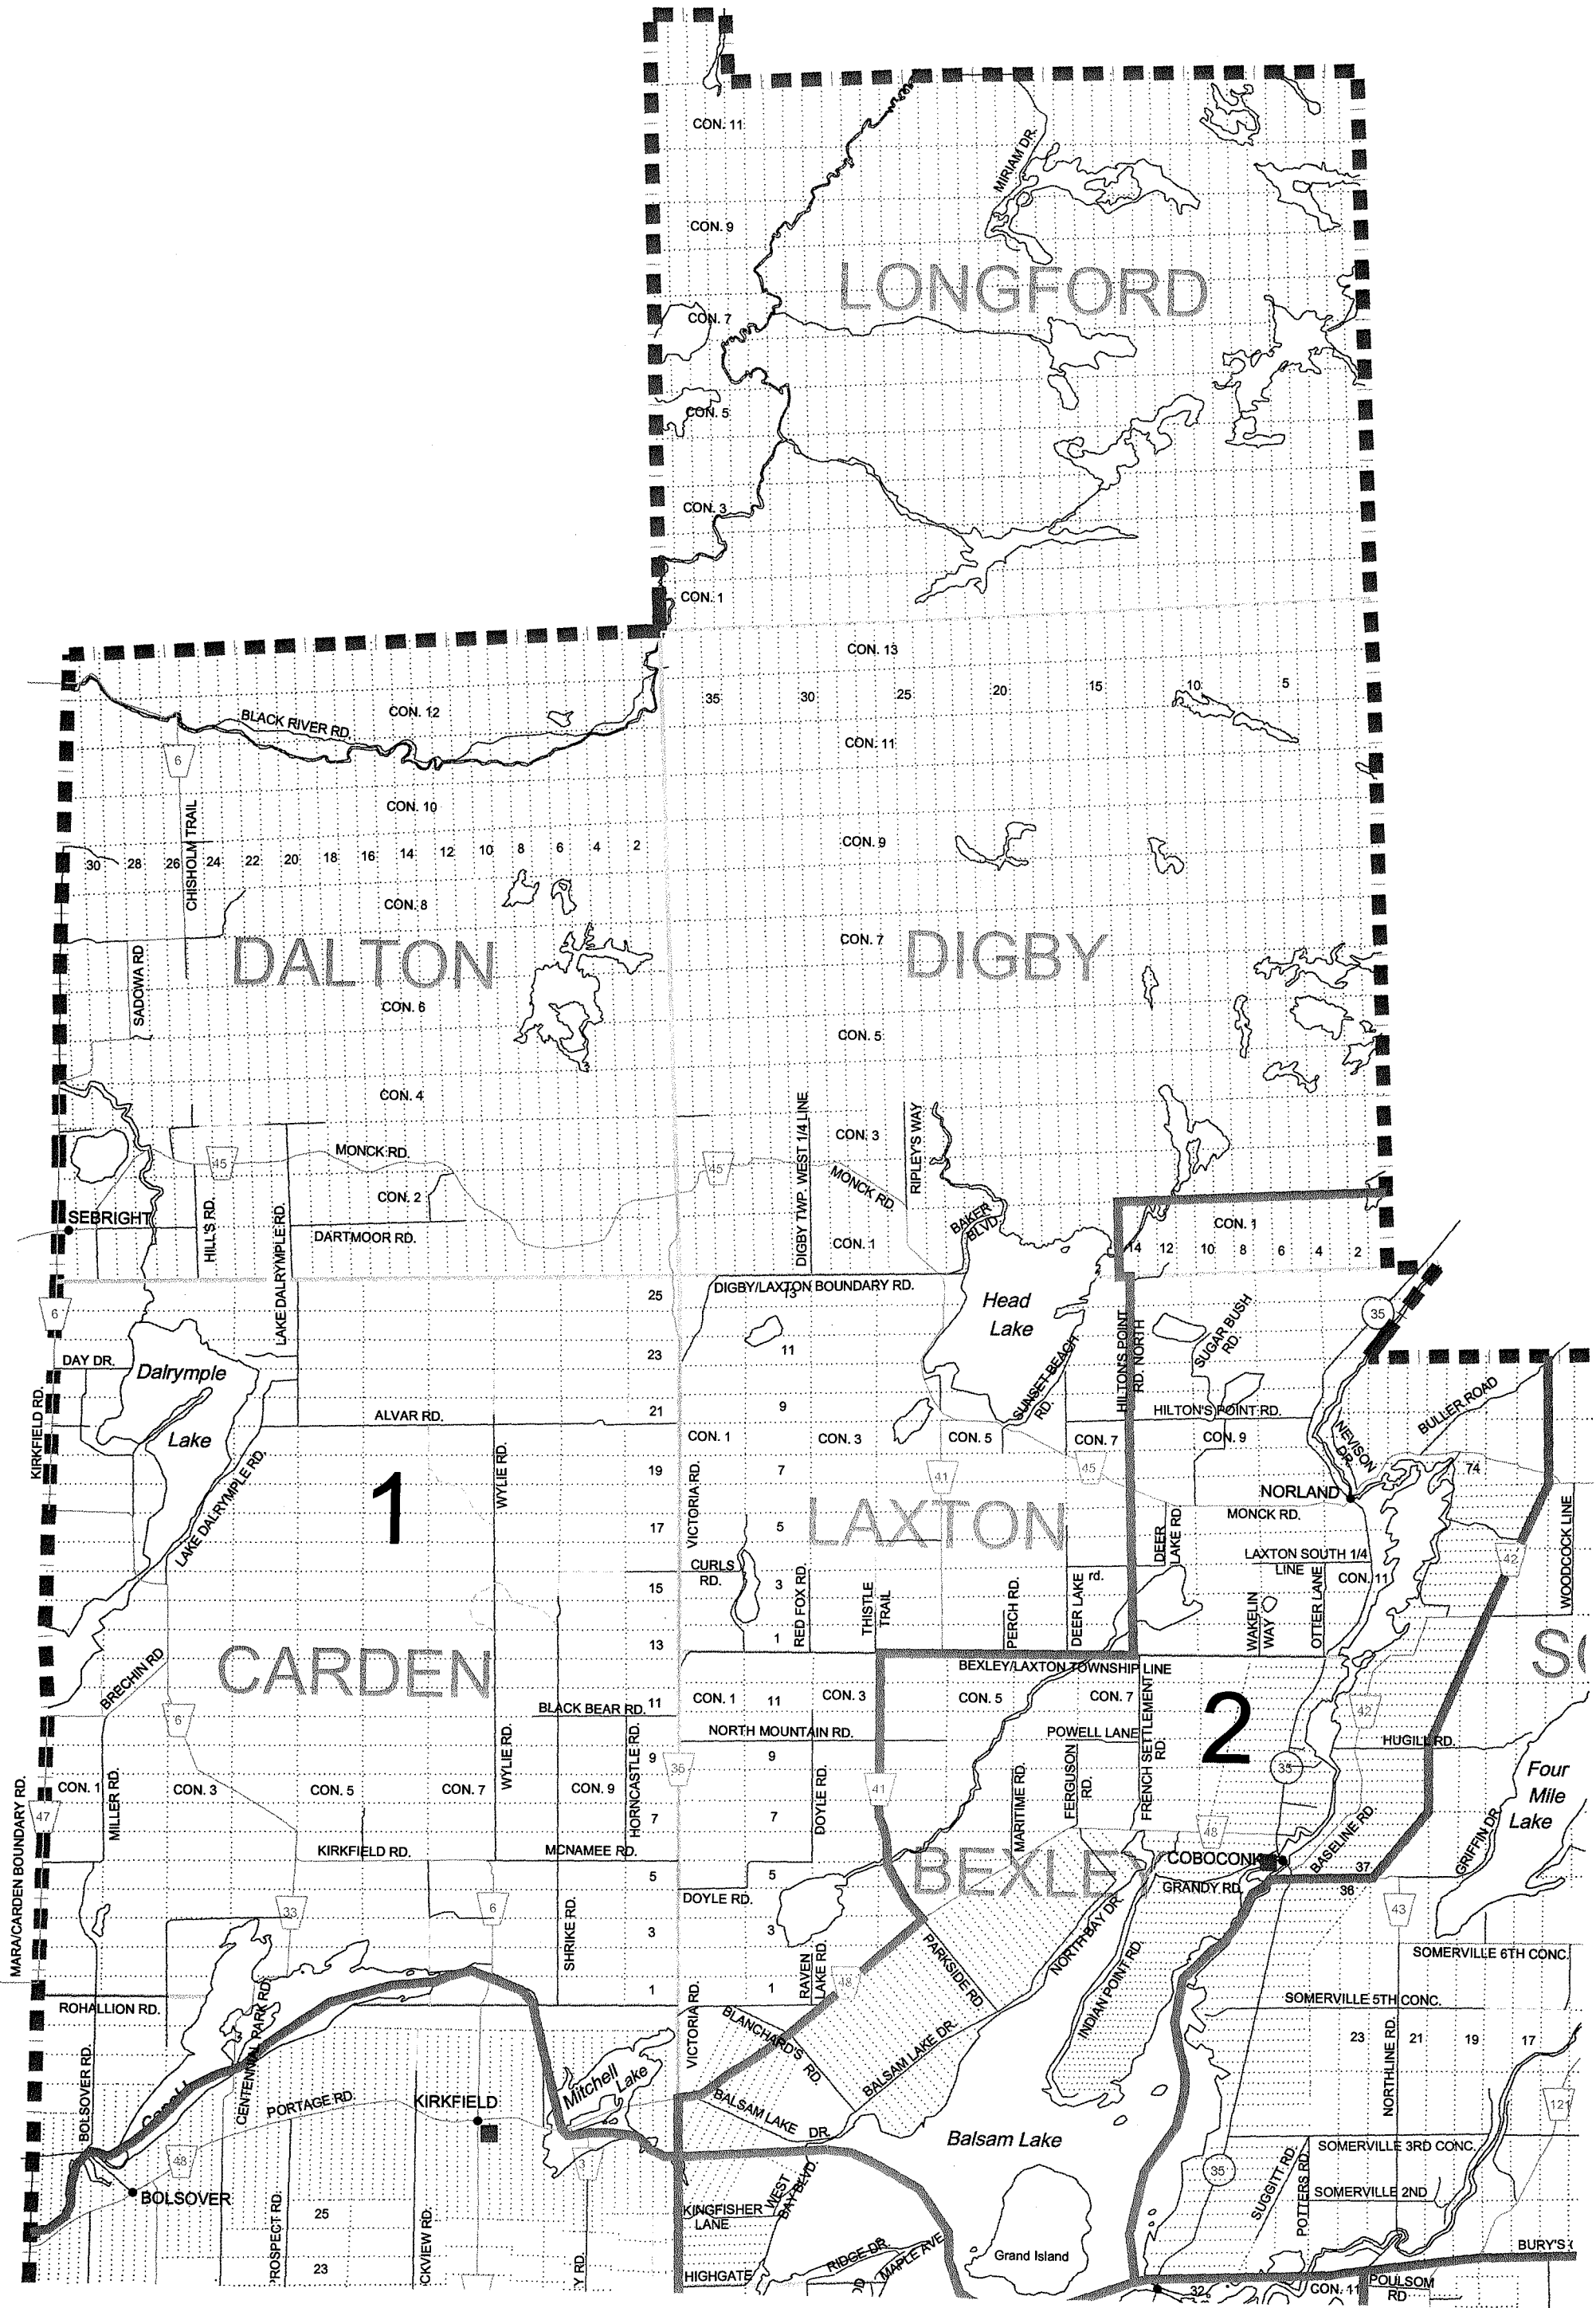 CON. 11
MIRIAM DR.
CON. 9
LONGFORD
CON. 7
CON. 5
CON. 3
CON. 1
CON. 13
35
30
25
20
15
10
5
CON. 12
BLACK RIVER RD.
CON. 11
6
CON. 10
CHISHOLM TRAIL
CON. 9
30
28
26
24
22
20
18
16
14
12
10
8
6
4
2
CON. 8
CON. 7
DALTON
DIGBY
SADOWA RD
CON. 6
CON. 5
CON. 4
CON. 3
DIGBY TWP. WEST 1/4 LINE
RIPLEY'S WAY
MONCK RD.
45
45
MONCK RD.
CON. 2
SEBRIGHT
HILL'S RD.
LAKE DALRYMPLE RD.
DARTMOOR RD.
BAKER
BLVD
CON. 1
CON. 1
14
12
10
8
6
4
2
25
DIGBY/LAXTON BOUNDARY RD.
13
Head
Lake
6
35
HILTON'S POINT
RD. NORTH
SUGAR BUSH
RD.
DAY DR.
Dalrymple
Lake
23
11
SUNSET BEACH
RD.
KIRKFIELD RD.
ALVAR RD.
21
9
HILTON'S POINT RD.
BULLER ROAD
CON. 1
CON. 3
CON. 5
CON. 7
CON. 9
NEVISON
DR.
WYLIE RD.
LAKE DALRYMPLE RD.
1
19
VICTORIA RD.
7
41
45
74
NORLAND
MONCK RD.
LAXTON
17
5
DEER
LAKE RD.
WOODCOCK LINE
42
LAXTON SOUTH 1/4
LINE
CON. 11
CURLS
RD.
15
3
RED FOX RD.
THISTLE
TRAIL
PERCH RD.
DEER LAKE rd.
WAKELIN
WAY
OTTER LANE
13
1
BRECHIN RD
CARDEN
BEXLEY/LAXTON TOWNSHIP LINE
BLACK BEAR RD.
11
CON. 1
11
CON. 3
CON. 5
CON. 7
6
NORTH MOUNTAIN RD.
POWELL LANE
2
42
HUGILL RD.
WYLIE RD.
HORNCASTLE RD.
9
35
9
FRENCH SETTLEMENT
RD.
35
Four
Mile
Lake
MARA/CARDEN BOUNDARY RD.
CON. 1
MILLER RD.
CON. 3
CON. 5
CON. 7
CON. 9
7
7
DOYLE RD.
41
MARITIME RD.
FERGUSON
RD.
47
48
BASELINE RD.
GRIFFIN DR
KIRKFIELD RD.
MCNAMEE RD.
BEXLEY
COBOCONK
5
5
37
36
GRANDY RD.
DOYLE RD.
33
6
43
SHRIKE RD.
3
3
RAVEN
LAKE RD.
PARKSIDE RD.
NORTH BAY DR.
INDIAN POINT RD.
SOMERVILLE 6TH CONC.
48
1
1
ROHALLION RD.
CENTENNIAL PARK RD.
VICTORIA RD.
BLANCHARD'S
RD.
BALSAM LAKE DR.
SOMERVILLE 5TH CONC.
23
21
19
17
NORTHLINE RD.
BOLSOVER RD.
Mitchell
Lake
PORTAGE RD.
KIRKFIELD
BALSAM LAKE DR.
121
Balsam Lake
SOMERVILLE 3RD CONC.
48
35
SUGGITT RD.
POTTERS RD.
SOMERVILLE 2ND
BOLSOVER
WEST
BAY BLVD.
KINGFISHER
LANE
25
PROSPECT RD.
CKVIEW RD.
Y RD.
23
HIGHGATE
RIDGE DR.
MAPLE AVE
Grand Island
BURY'S
32
CON. 11
POULSOM
RD